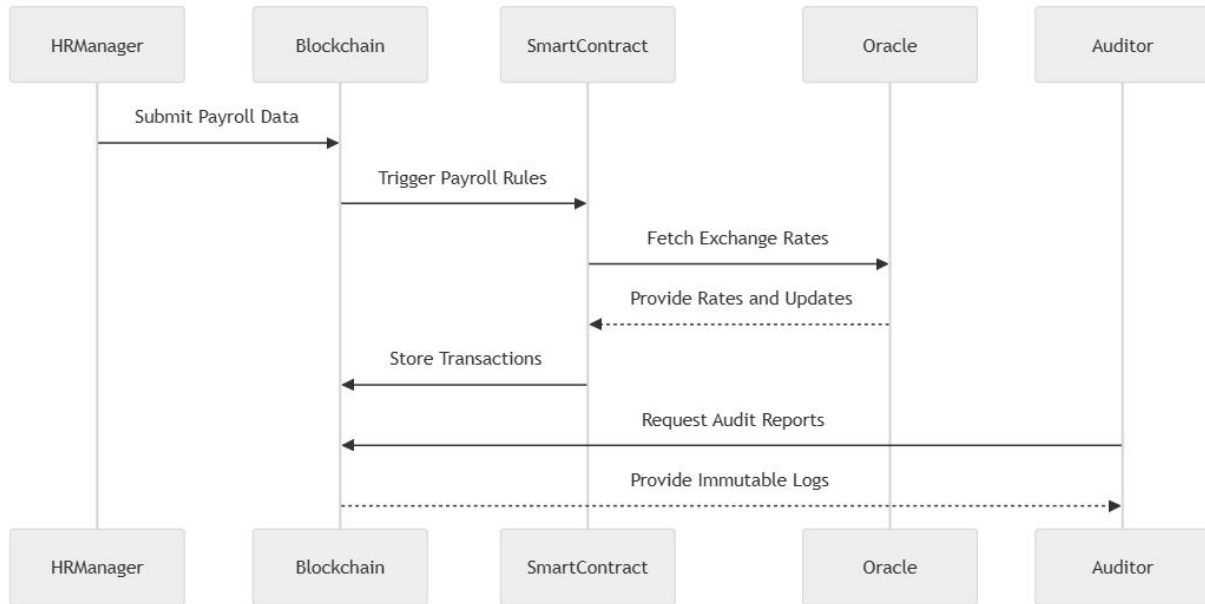 HRManager
Blockchain
SmartContract
Oracle
Auditor
Submit Payroll Data
Trigger Payroll Rules
Fetch Exchange Rates
Provide Rates and Updates
Store Transactions
Request Audit Reports
Provide Immutable Logs
HRManager
Blockchain
SmartContract
Oracle
Auditor